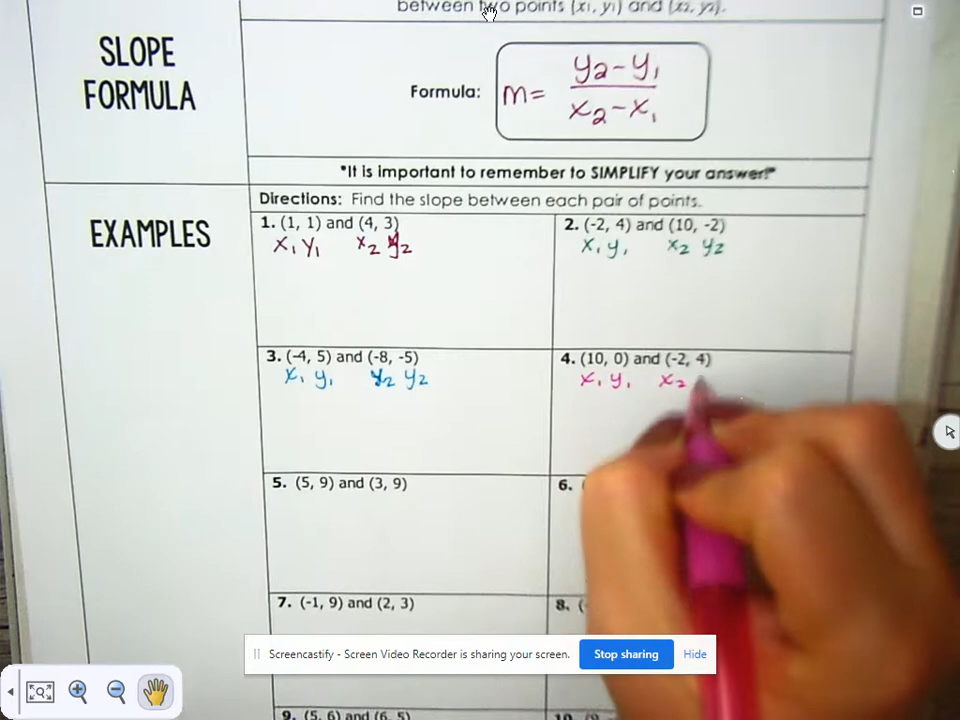 between two points (x₁, y₁) and (x₂, y₂).
SLOPE
FORMULA
Formula: m = y₂ - y₁ / x₂ - x₁
*It is important to remember to SIMPLIFY your answer!*
EXAMPLES
Directions: Find the slope between each pair of points.
1. (1, 1) and (4, 3)
x₁ y₁ x₂ y₂
2. (-2, 4) and (10, -2)
x₁ y₁ x₂ y₂
3. (-4, 5) and (-8, -5)
x₁ y₁ x₂ y₂
4. (10, 0) and (-2, 4)
x₁ y₁ x₂
5. (5, 9) and (3, 9)
6. (
7. (-1, 9) and (2, 3)
8. (-
Screencastify - Screen Video Recorder is sharing your screen.
Stop sharing
Hide
9. (5, 6) and (6, 5)
10. (9